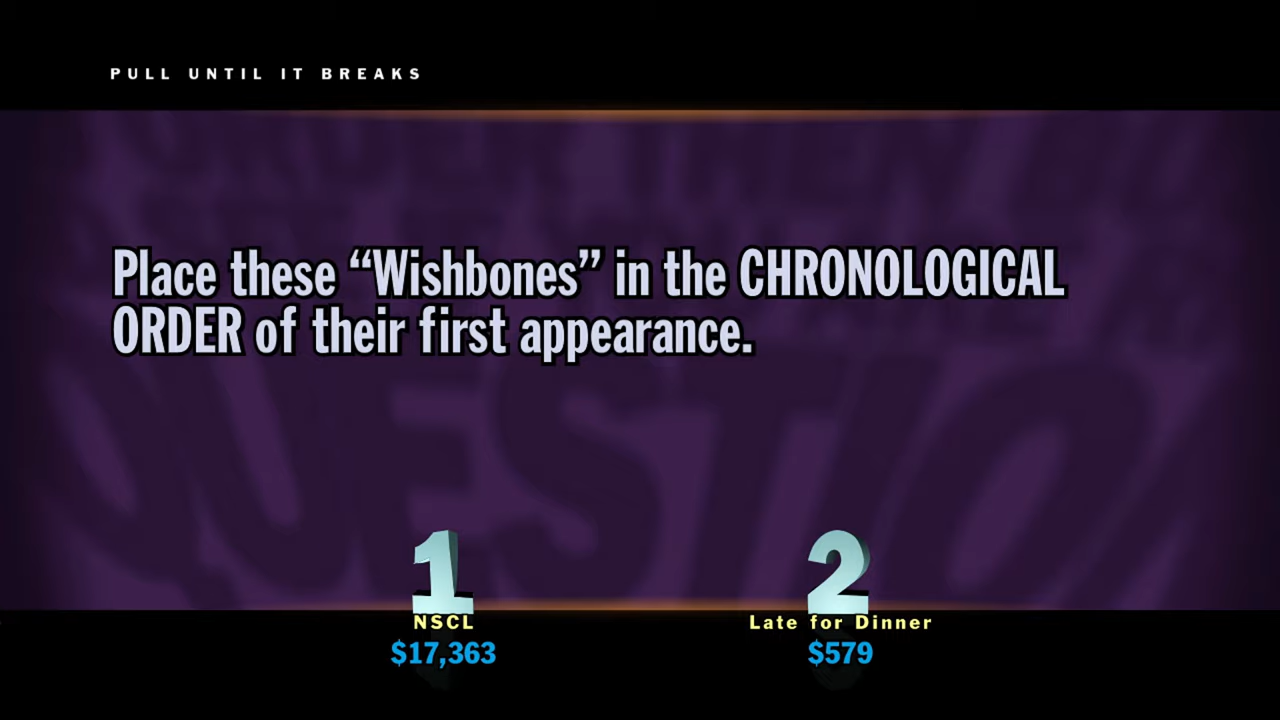 PULL UNTIL IT BREAKS
Place these “Wishbones” in the CHRONOLOGICAL
ORDER of their first appearance.
1 2
NSCL Late for Dinner
$17,363 $579